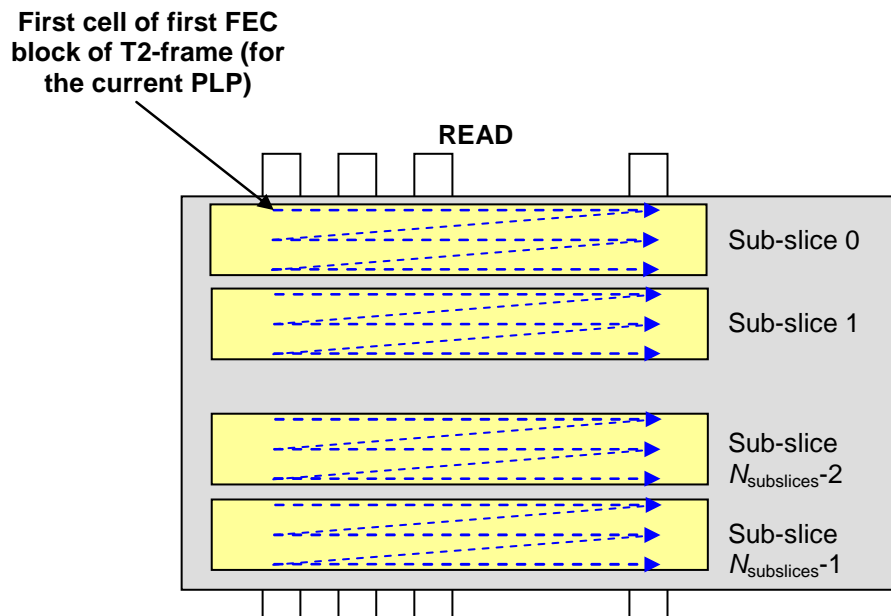 First cell of first FEC
block of T2-frame (for
the current PLP)
READ
Sub-slice 0
Sub-slice 1
Sub-slice
Nsubslices-2
Sub-slice
Nsubslices-1